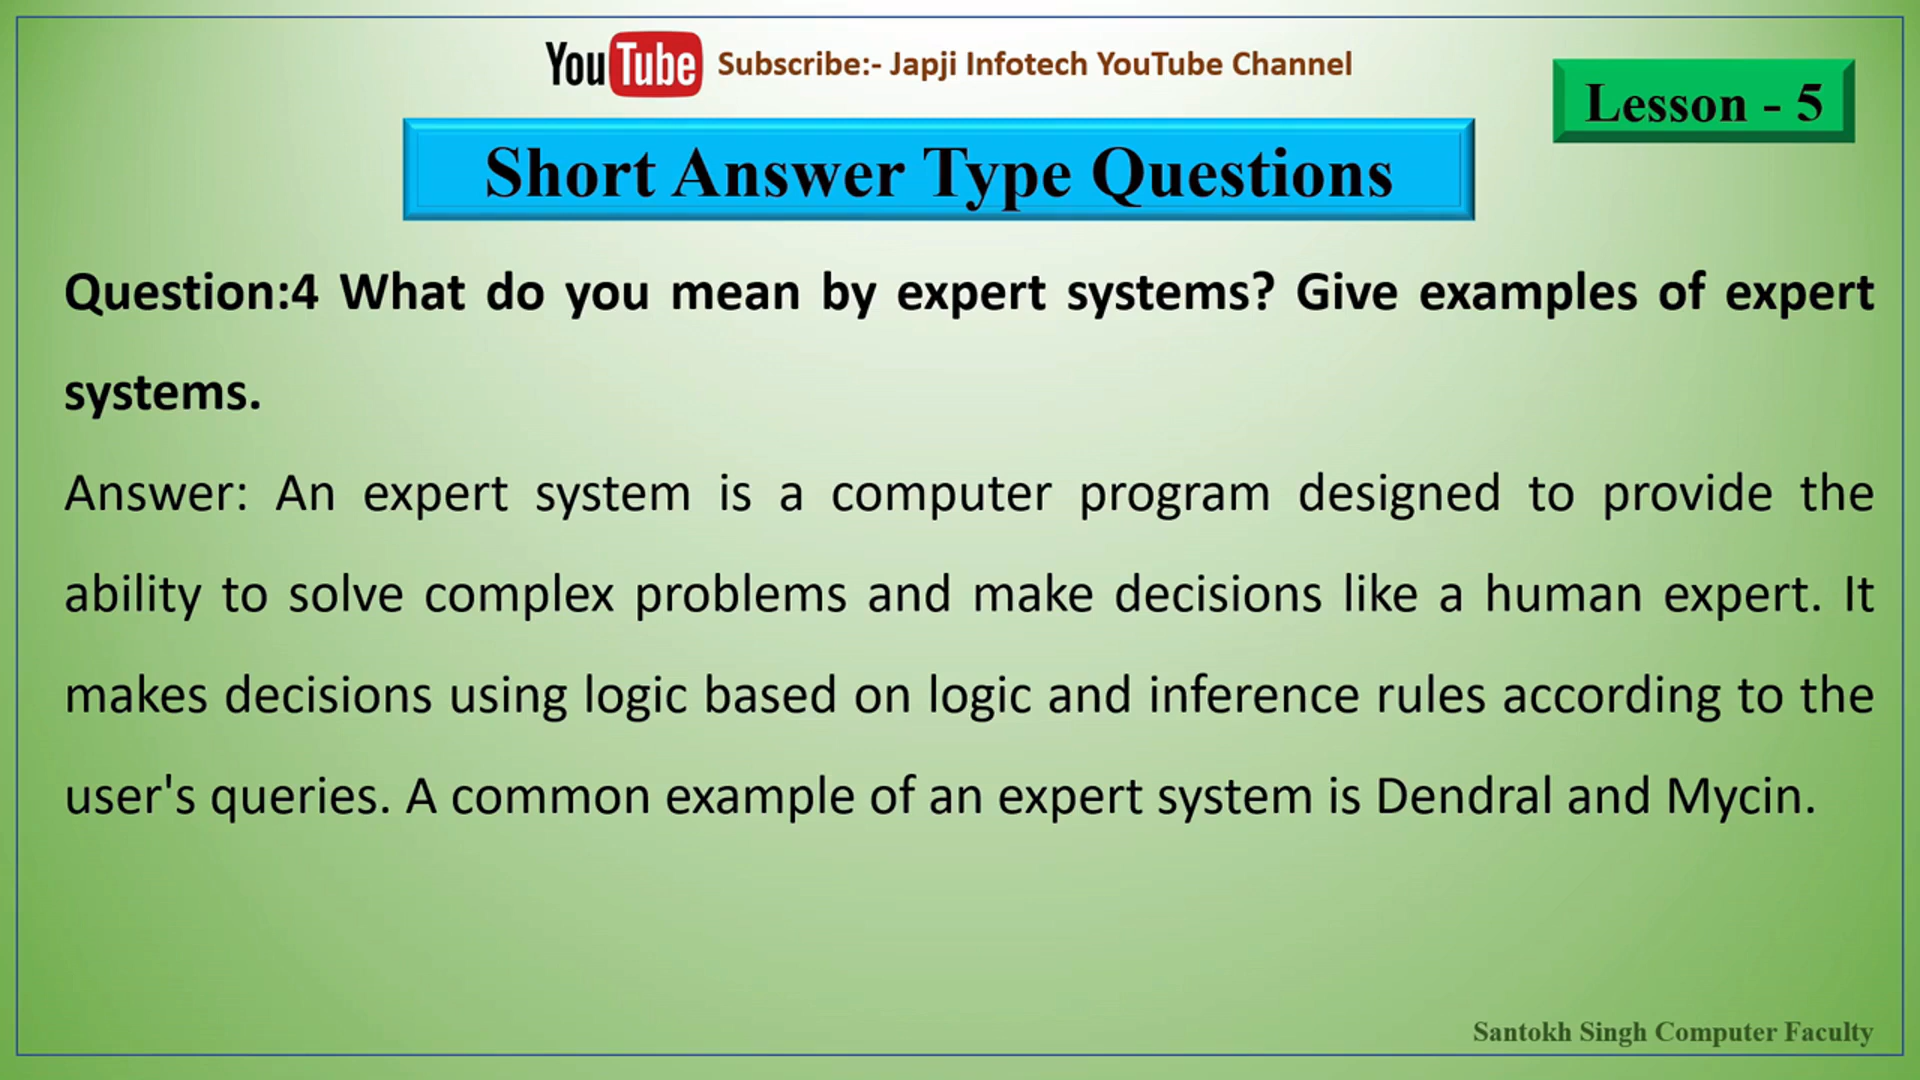 YouTube Subscribe:- Japji Infotech YouTube Channel
Lesson - 5
Short Answer Type Questions
Question:4 What do you mean by expert systems? Give examples of expert
systems.
Answer: An expert system is a computer program designed to provide the
ability to solve complex problems and make decisions like a human expert. It
makes decisions using logic based on logic and inference rules according to the
user's queries. A common example of an expert system is Dendral and Mycin.
Santokh Singh Computer Faculty